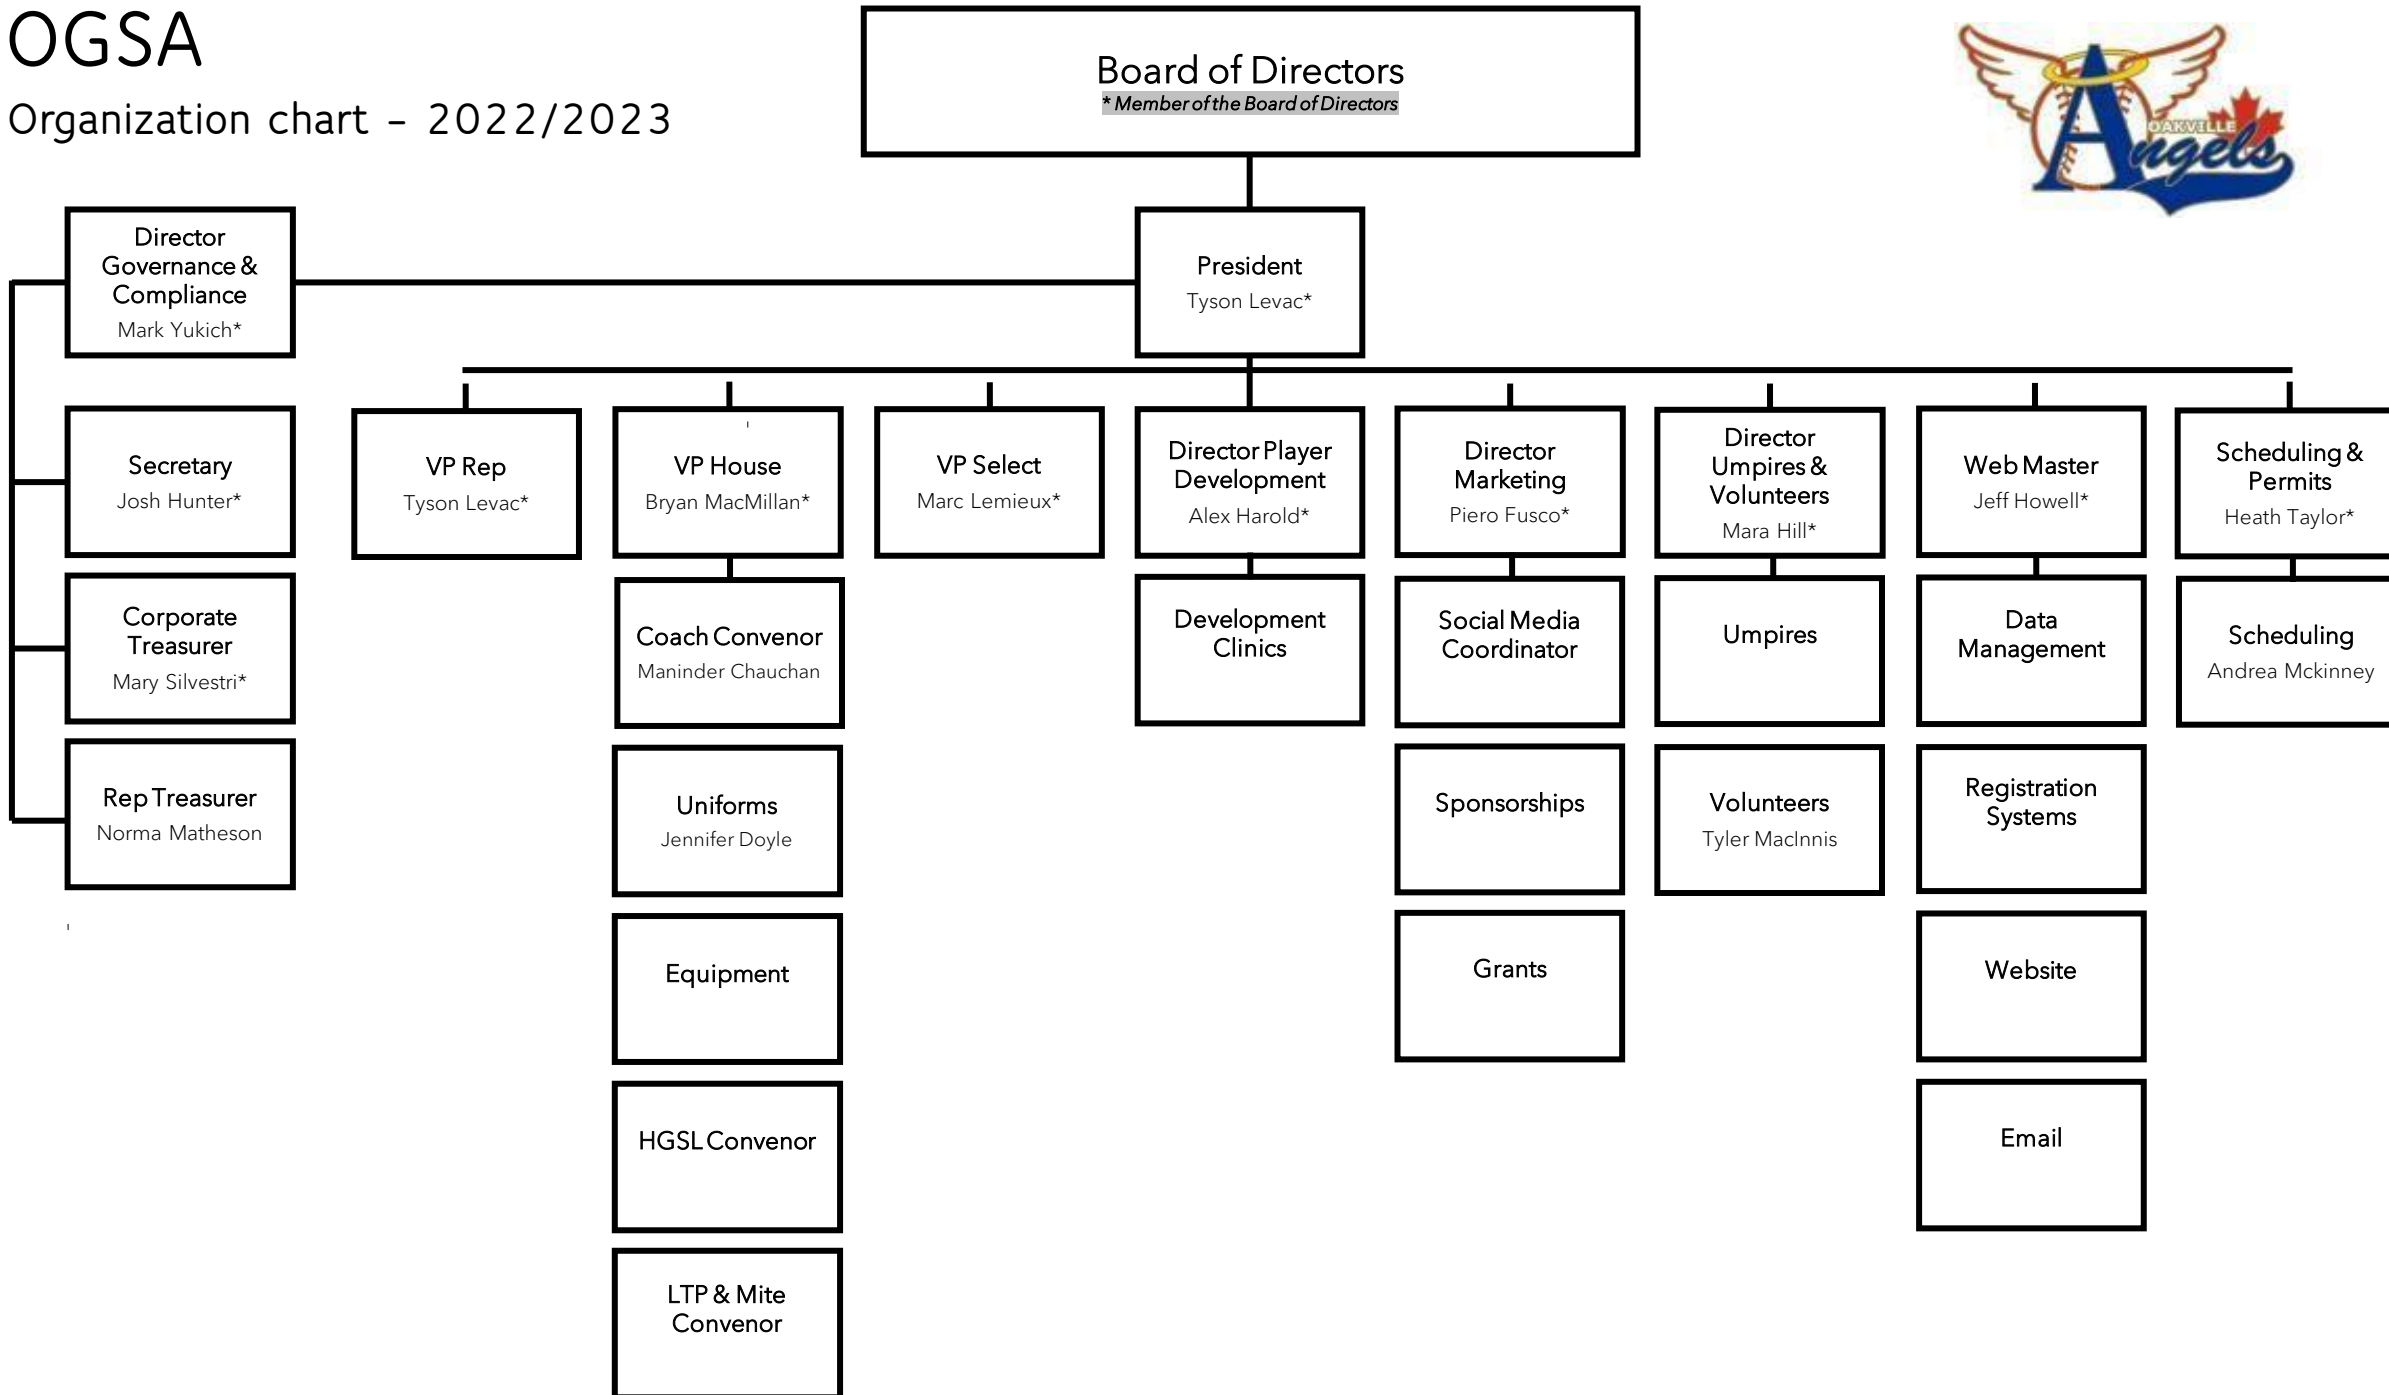 OGSA
Organization chart - 2022/2023
Board of Directors
* Member of the Board of Directors
OAKVILLE
Angels
Director
Governance &
Compliance
Mark Yukich*
President
Tyson Levac*
Secretary
Josh Hunter*
VP Rep
Tyson Levac*
VP House
Bryan MacMillan*
VP Select
Marc Lemieux*
Director Player
Development
Alex Harold*
Director
Marketing
Piero Fusco*
Director
Umpires &
Volunteers
Mara Hill*
Web Master
Jeff Howell*
Scheduling &
Permits
Heath Taylor*
Corporate
Treasurer
Mary Silvestri*
Coach Convenor
Maninder Chauchan
Development
Clinics
Social Media
Coordinator
Umpires
Data
Management
Scheduling
Andrea Mckinney
Rep Treasurer
Norma Matheson
Uniforms
Jennifer Doyle
Sponsorships
Volunteers
Tyler MacInnis
Registration
Systems
Equipment
Grants
Website
HGSL Convenor
Email
LTP & Mite
Convenor